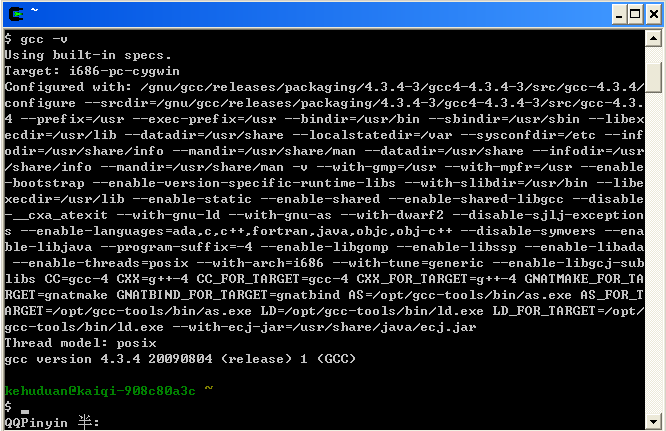 ~
$ gcc -v
Using built-in specs.
Target: i686-pc-cygwin
Configured with: /gnu/gcc/releases/packaging/4.3.4-3/gcc4-4.3.4-3/src/gcc-4.3.4/
configure --srcdir=/gnu/gcc/releases/packaging/4.3.4-3/gcc4-4.3.4-3/src/gcc-4.3.
4 --prefix=/usr --exec-prefix=/usr --bindir=/usr/bin --sbindir=/usr/sbin --libex
ecdir=/usr/lib --datadir=/usr/share --localstatedir=/var --sysconfdir=/etc --inf
odir=/usr/share/info --mandir=/usr/share/man --datadir=/usr/share --infodir=/usr
/share/info --mandir=/usr/share/man -v --with-gmp=/usr --with-mpfr=/usr --enable
-bootstrap --enable-version-specific-runtime-libs --with-slibdir=/usr/bin --libe
xecdir=/usr/lib --enable-static --enable-shared --enable-shared-libgcc --disable
-__cxa_atexit --with-gnu-ld --with-gnu-as --with-dwarf2 --disable-sjlj-exception
s --enable-languages=ada,c,c++,fortran,java,objc,obj-c++ --disable-symvers --ena
ble-libjava --program-suffix=-4 --enable-libgomp --enable-libssp --enable-libada
 --enable-threads=posix --with-arch=i686 --with-tune=generic --enable-libgcj-sub
libs CC=gcc-4 CXX=g++-4 CC_FOR_TARGET=gcc-4 CXX_FOR_TARGET=g++-4 GNATMAKE_FOR_TA
RGET=gnatmake GNATBIND_FOR_TARGET=gnatbind AS=/opt/gcc-tools/bin/as.exe AS_FOR_T
ARGET=/opt/gcc-tools/bin/as.exe LD=/opt/gcc-tools/bin/ld.exe LD_FOR_TARGET=/opt/
gcc-tools/bin/ld.exe --with-ecj-jar=/usr/share/java/ecj.jar
Thread model: posix
gcc version 4.3.4 20090804 (release) 1 (GCC)
kehuduan@kaiqi-908c80a3c ~
$
QQPinyin 半: